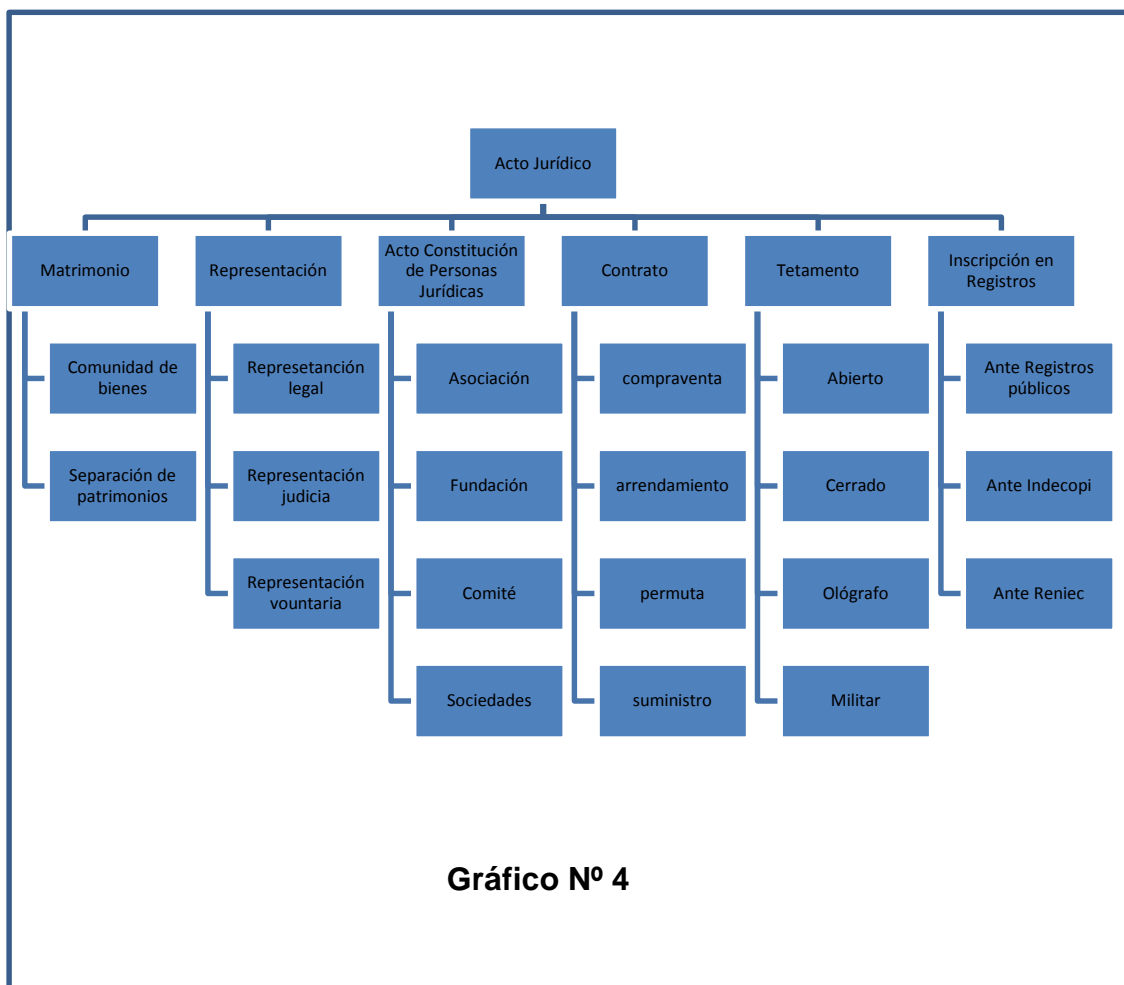 Acto Jurídico
Matrimonio
Comunidad de
bienes
Separación de
patrimonios
Representación
Represetanción
legal
Representación
judicia
Representación
vountaria
Acto Constitución
de Personas
Jurídicas
Asociación
Fundación
Comité
Sociedades
Contrato
compraventa
arrendamiento
permuta
suministro
Tetamento
Abierto
Cerrado
Ológrafo
Militar
Inscripción en
Registros
Ante Registros
públicos
Ante Indecopi
Ante Reniec
Gráfico Nº 4